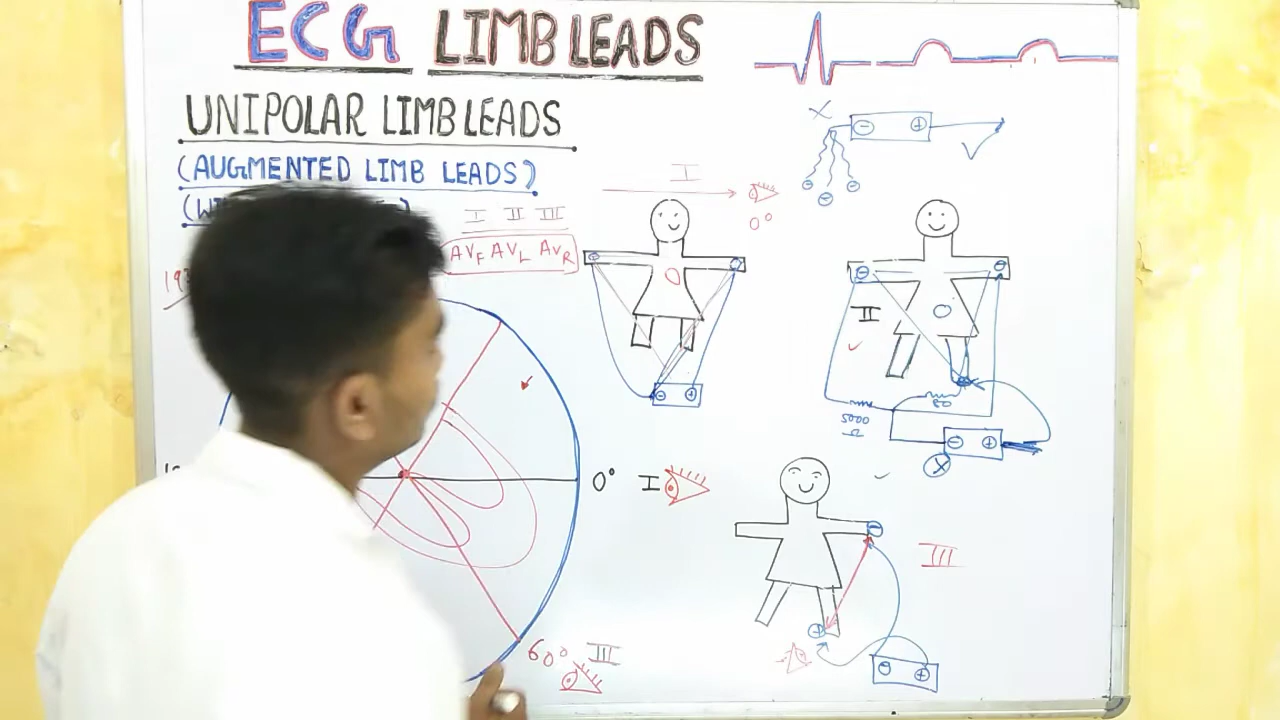 ECG LIMB LEADS
UNIPOLAR LIMB LEADS
(AUGMENTED LIMB LEADS)
I II III
AVF AVL AVR
I
0°
II
5000
0° I
III
60° III